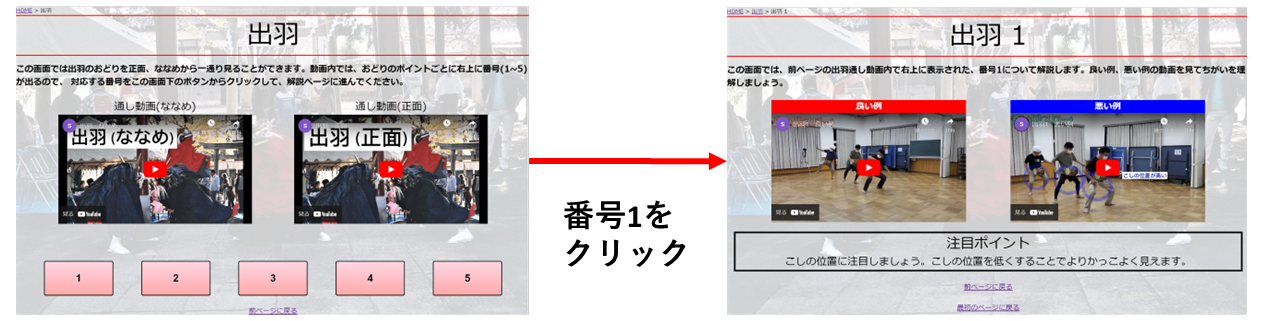 HOME > 出羽
出羽
この画面では出羽のおどりを正面、ななめから一通り見ることができます。動画内では、おどりのポイントごとに右上に番号(1~5)
が出るので、 対応する番号をこの画面下のボタンからクリックして、解説ページに進んでください。
通し動画(ななめ)
通し動画(正面)
S
出羽 (ななめ)
見る YouTube
S
出羽 (正面)
見る YouTube
1
2
3
4
5
前ページに戻る
番号1を
クリック
HOME > 出羽 > 出羽 1
出羽 1
この画面では、前ページの出羽通し動画内で右上に表示された、番号1について解説します。良い例、悪い例の動画を見てちがいを理
解しましょう。
良い例
悪い例
S
見る YouTube
S
こしの位置が高い
見る YouTube
注目ポイント
こしの位置に注目しましょう。こしの位置を低くすることでよりかっこよく見えます。
前ページに戻る
最初のページに戻る